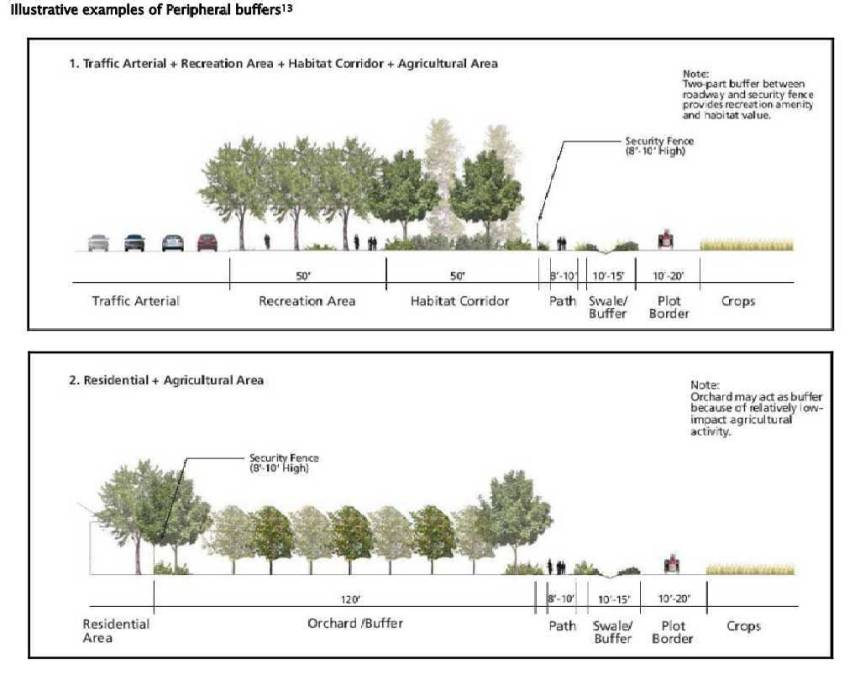 Illustrative examples of Peripheral buffers¹³
1. Traffic Arterial + Recreation Area + Habitat Corridor + Agricultural Area
Note:
Two-part buffer between
roadway and security fence
provides recreation amenity
and habitat value.
Security Fence
(8'-10' High)
50'
50'
8'-10'
10'-15'
10'-20'
Traffic Arterial
Recreation Area
Habitat Corridor
Path
Swale/
Buffer
Plot
Border
Crops
2. Residential + Agricultural Area
Note:
Orchard may act as buffer
because of relatively low-
impact agricultural
activity.
Security Fence
(8'-10' High)
120'
8'-10'
10'-15'
10'-20'
Residential
Area
Orchard /Buffer
Path
Swale/
Buffer
Plot
Border
Crops